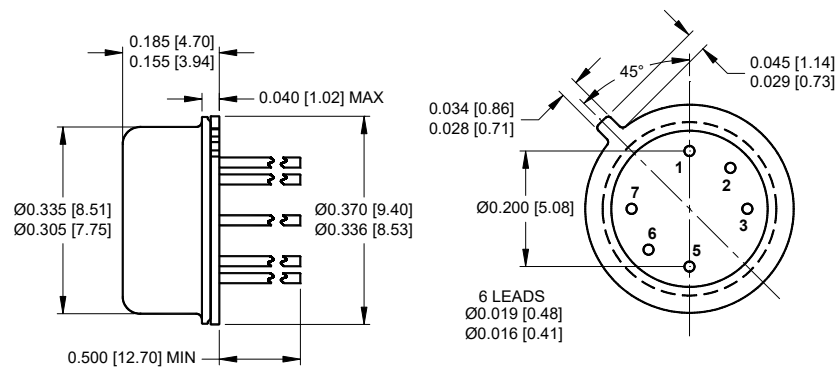 0.185 [4.70]
0.155 [3.94]
0.040 [1.02] MAX
Ø0.335 [8.51]
Ø0.305 [7.75]
Ø0.370 [9.40]
Ø0.336 [8.53]
0.500 [12.70] MIN
45°
0.045 [1.14]
0.029 [0.73]
0.034 [0.86]
0.028 [0.71]
Ø0.200 [5.08]
1
2
3
5
6
7
6 LEADS
Ø0.019 [0.48]
Ø0.016 [0.41]